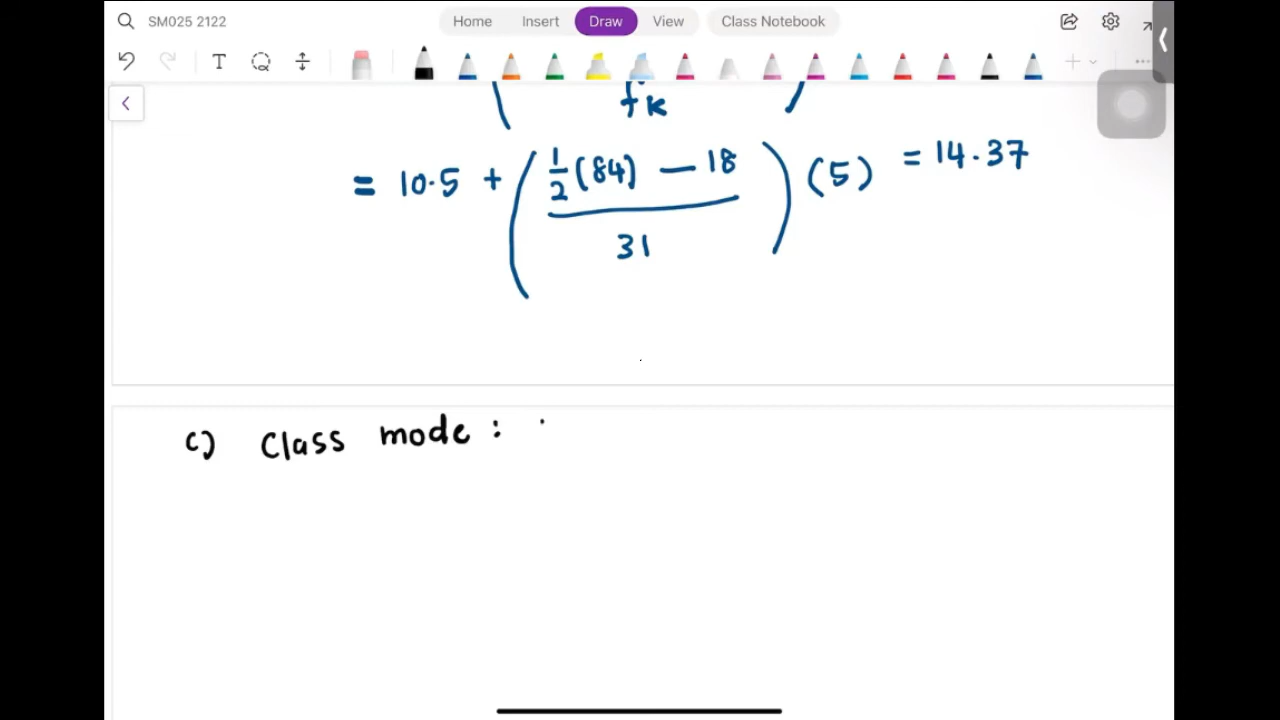 SM025 2122
Home Insert Draw View Class Notebook
T
fk
= 10.5 + ( ½(84) − 18 / 31 ) (5) = 14.37
c) Class mode :